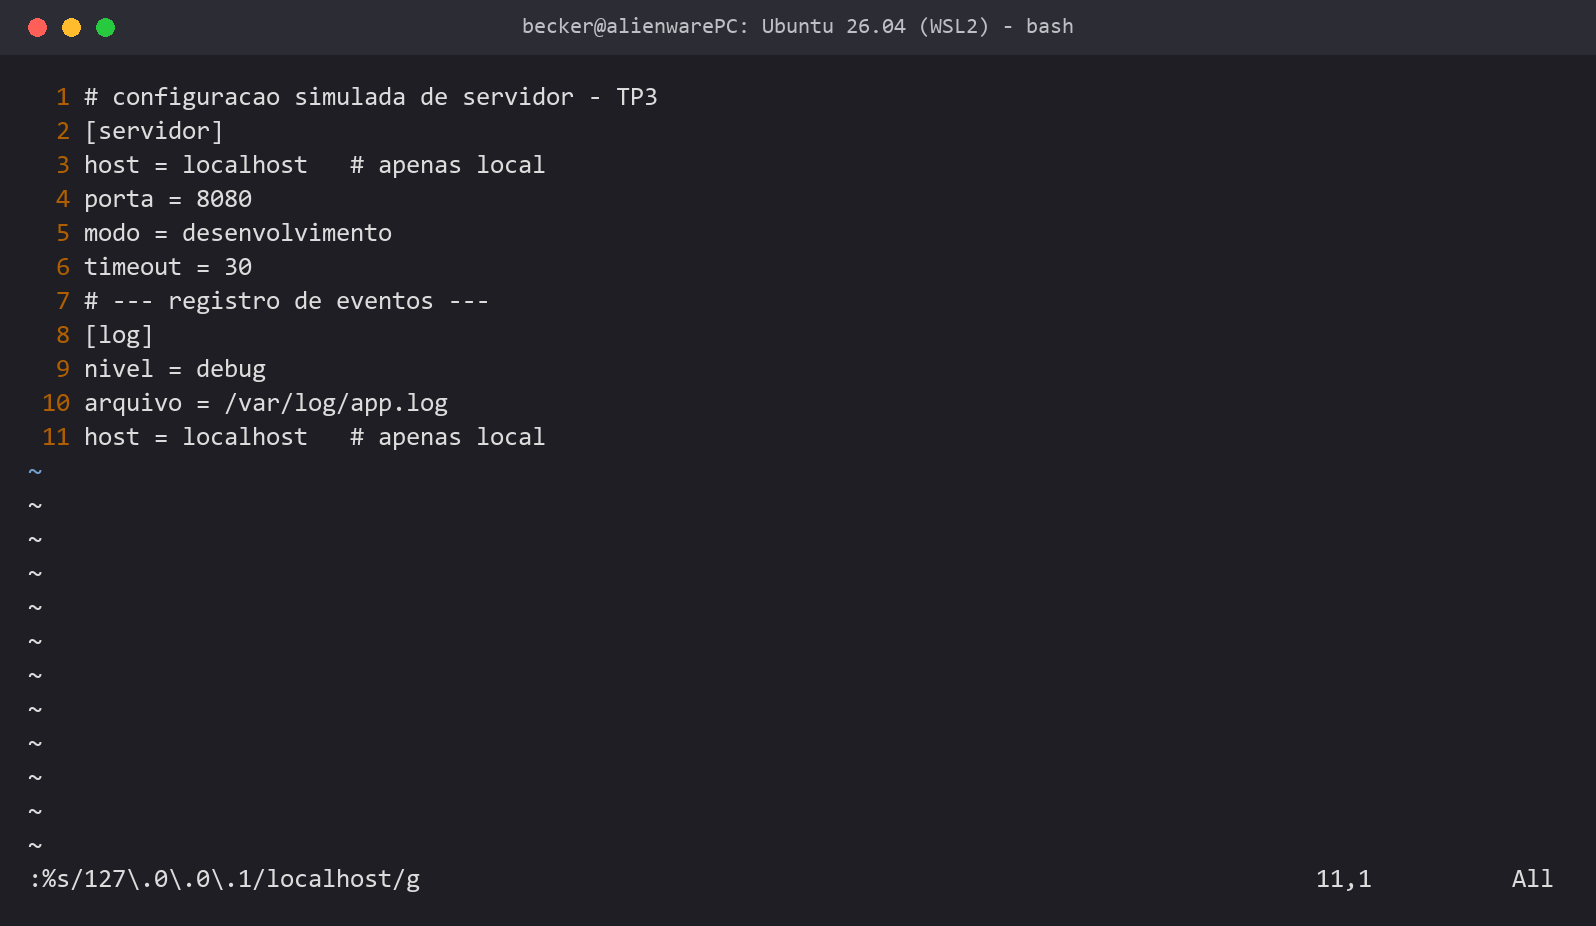 becker@alienwarePC: Ubuntu 26.04 (WSL2) - bash
1 # configuracao simulada de servidor - TP3
2 [servidor]
3 host = localhost   # apenas local
4 porta = 8080
5 modo = desenvolvimento
6 timeout = 30
7 # --- registro de eventos ---
8 [log]
9 nivel = debug
10 arquivo = /var/log/app.log
11 host = localhost   # apenas local
~
~
~
~
~
~
~
~
~
~
~
~
:%s/127\.0\.0\.1/localhost/g 11,1 All